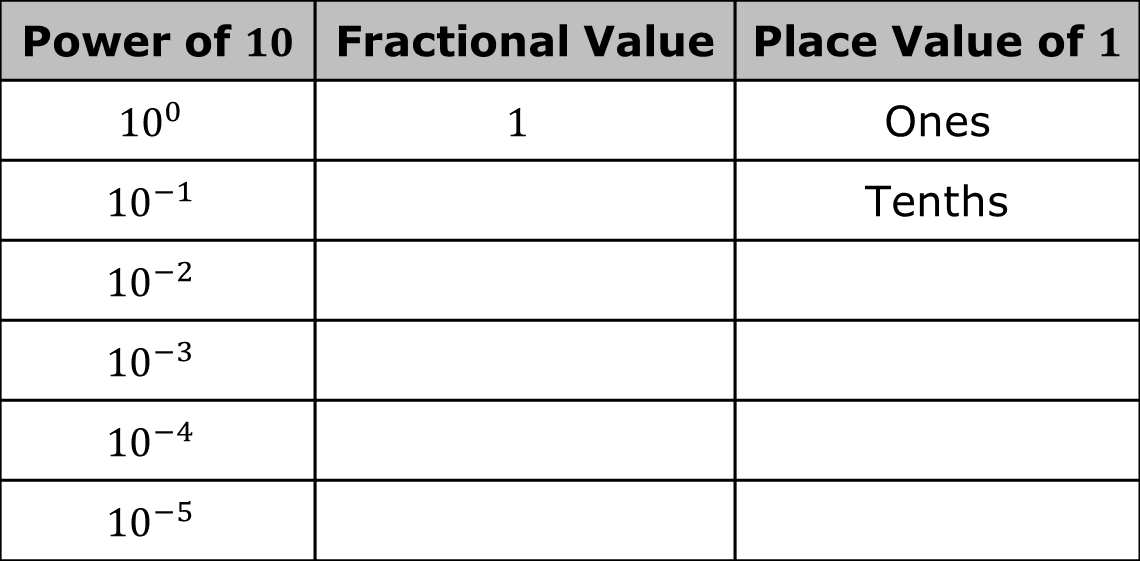 Power of 10 Fractional Value Place Value of 1
10⁰ 1 Ones
10⁻¹ Tenths
10⁻²
10⁻³
10⁻⁴
10⁻⁵